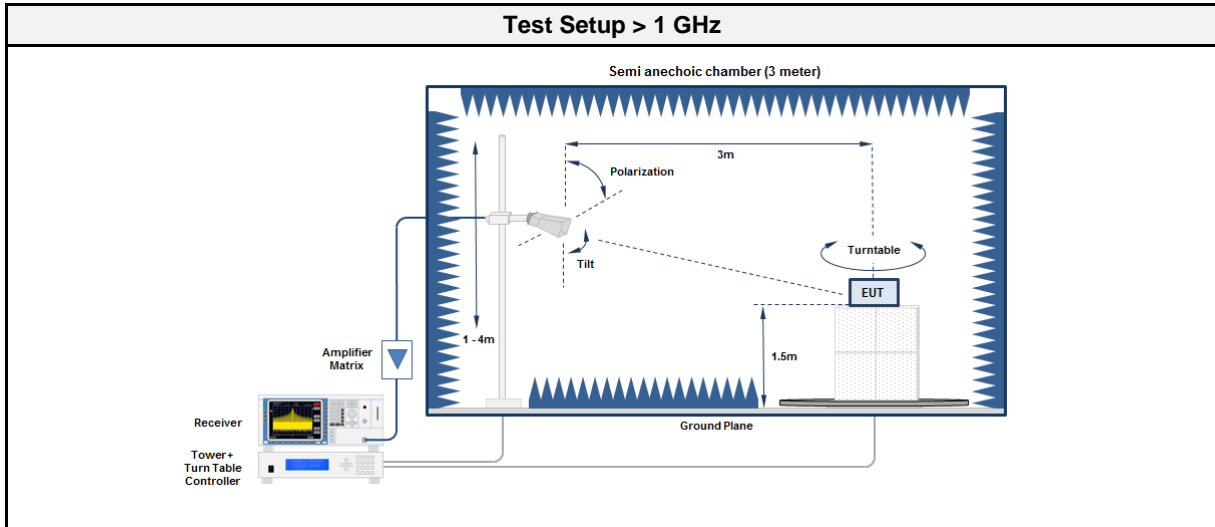 Test Setup > 1 GHz
Semi anechoic chamber (3 meter)
3m
Polarization
Turntable
Tilt
EUT
1 - 4m
1.5m
Amplifier
Matrix
Receiver
Ground Plane
Tower+
Turn Table
Controller